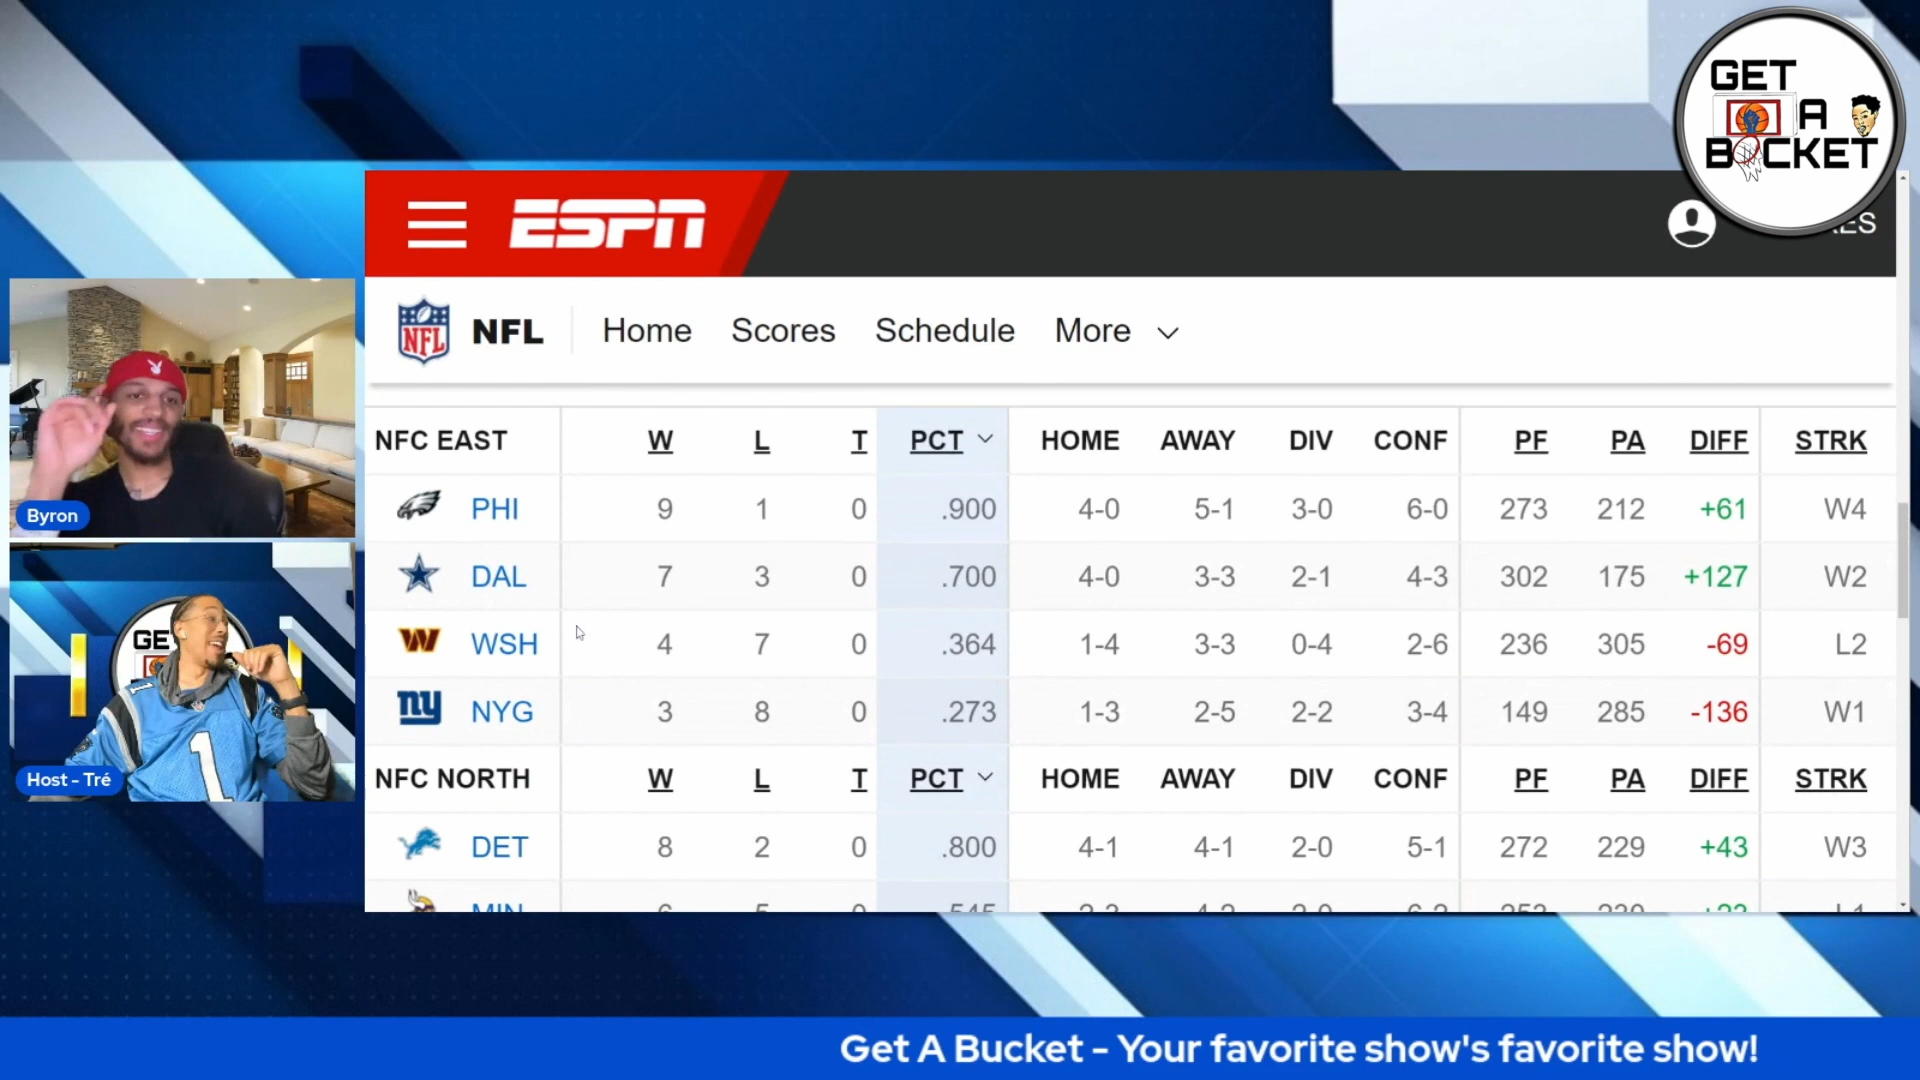 GET
A
BUCKET
ESPN
NFL
NFL
Home
Scores
Schedule
More
NFC EAST W L T PCT HOME AWAY DIV CONF PF PA DIFF STRK
PHI 9 1 0 .900 4-0 5-1 3-0 6-0 273 212 +61 W4
DAL 7 3 0 .700 4-0 3-3 2-1 4-3 302 175 +127 W2
WSH 4 7 0 .364 1-4 3-3 0-4 2-6 236 305 -69 L2
ny NYG 3 8 0 .273 1-3 2-5 2-2 3-4 149 285 -136 W1
NFC NORTH W L T PCT HOME AWAY DIV CONF PF PA DIFF STRK
DET 8 2 0 .800 4-1 4-1 2-0 5-1 272 229 +43 W3
MIN
Byron
GE
1
1
Host - Tré
Get A Bucket - Your favorite show's favorite show!